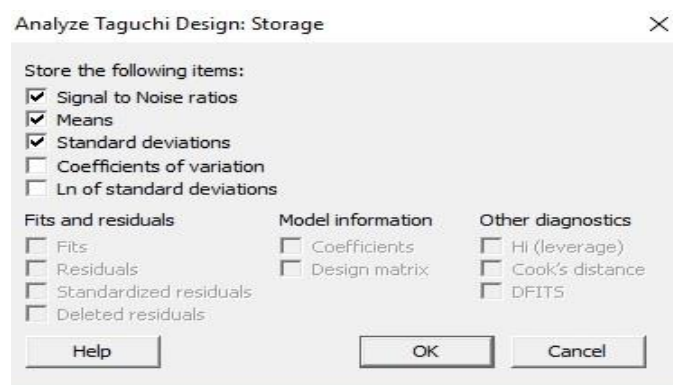 Analyze Taguchi Design: Storage
Store the following items:
Signal to Noise ratios
Means
Standard deviations
Coefficients of variation
Ln of standard deviations
Fits and residuals
Fits
Residuals
Standardized residuals
Deleted residuals
Model information
Coefficients
Design matrix
Other diagnostics
Hi (leverage)
Cook's distance
DFITS
Help
OK
Cancel